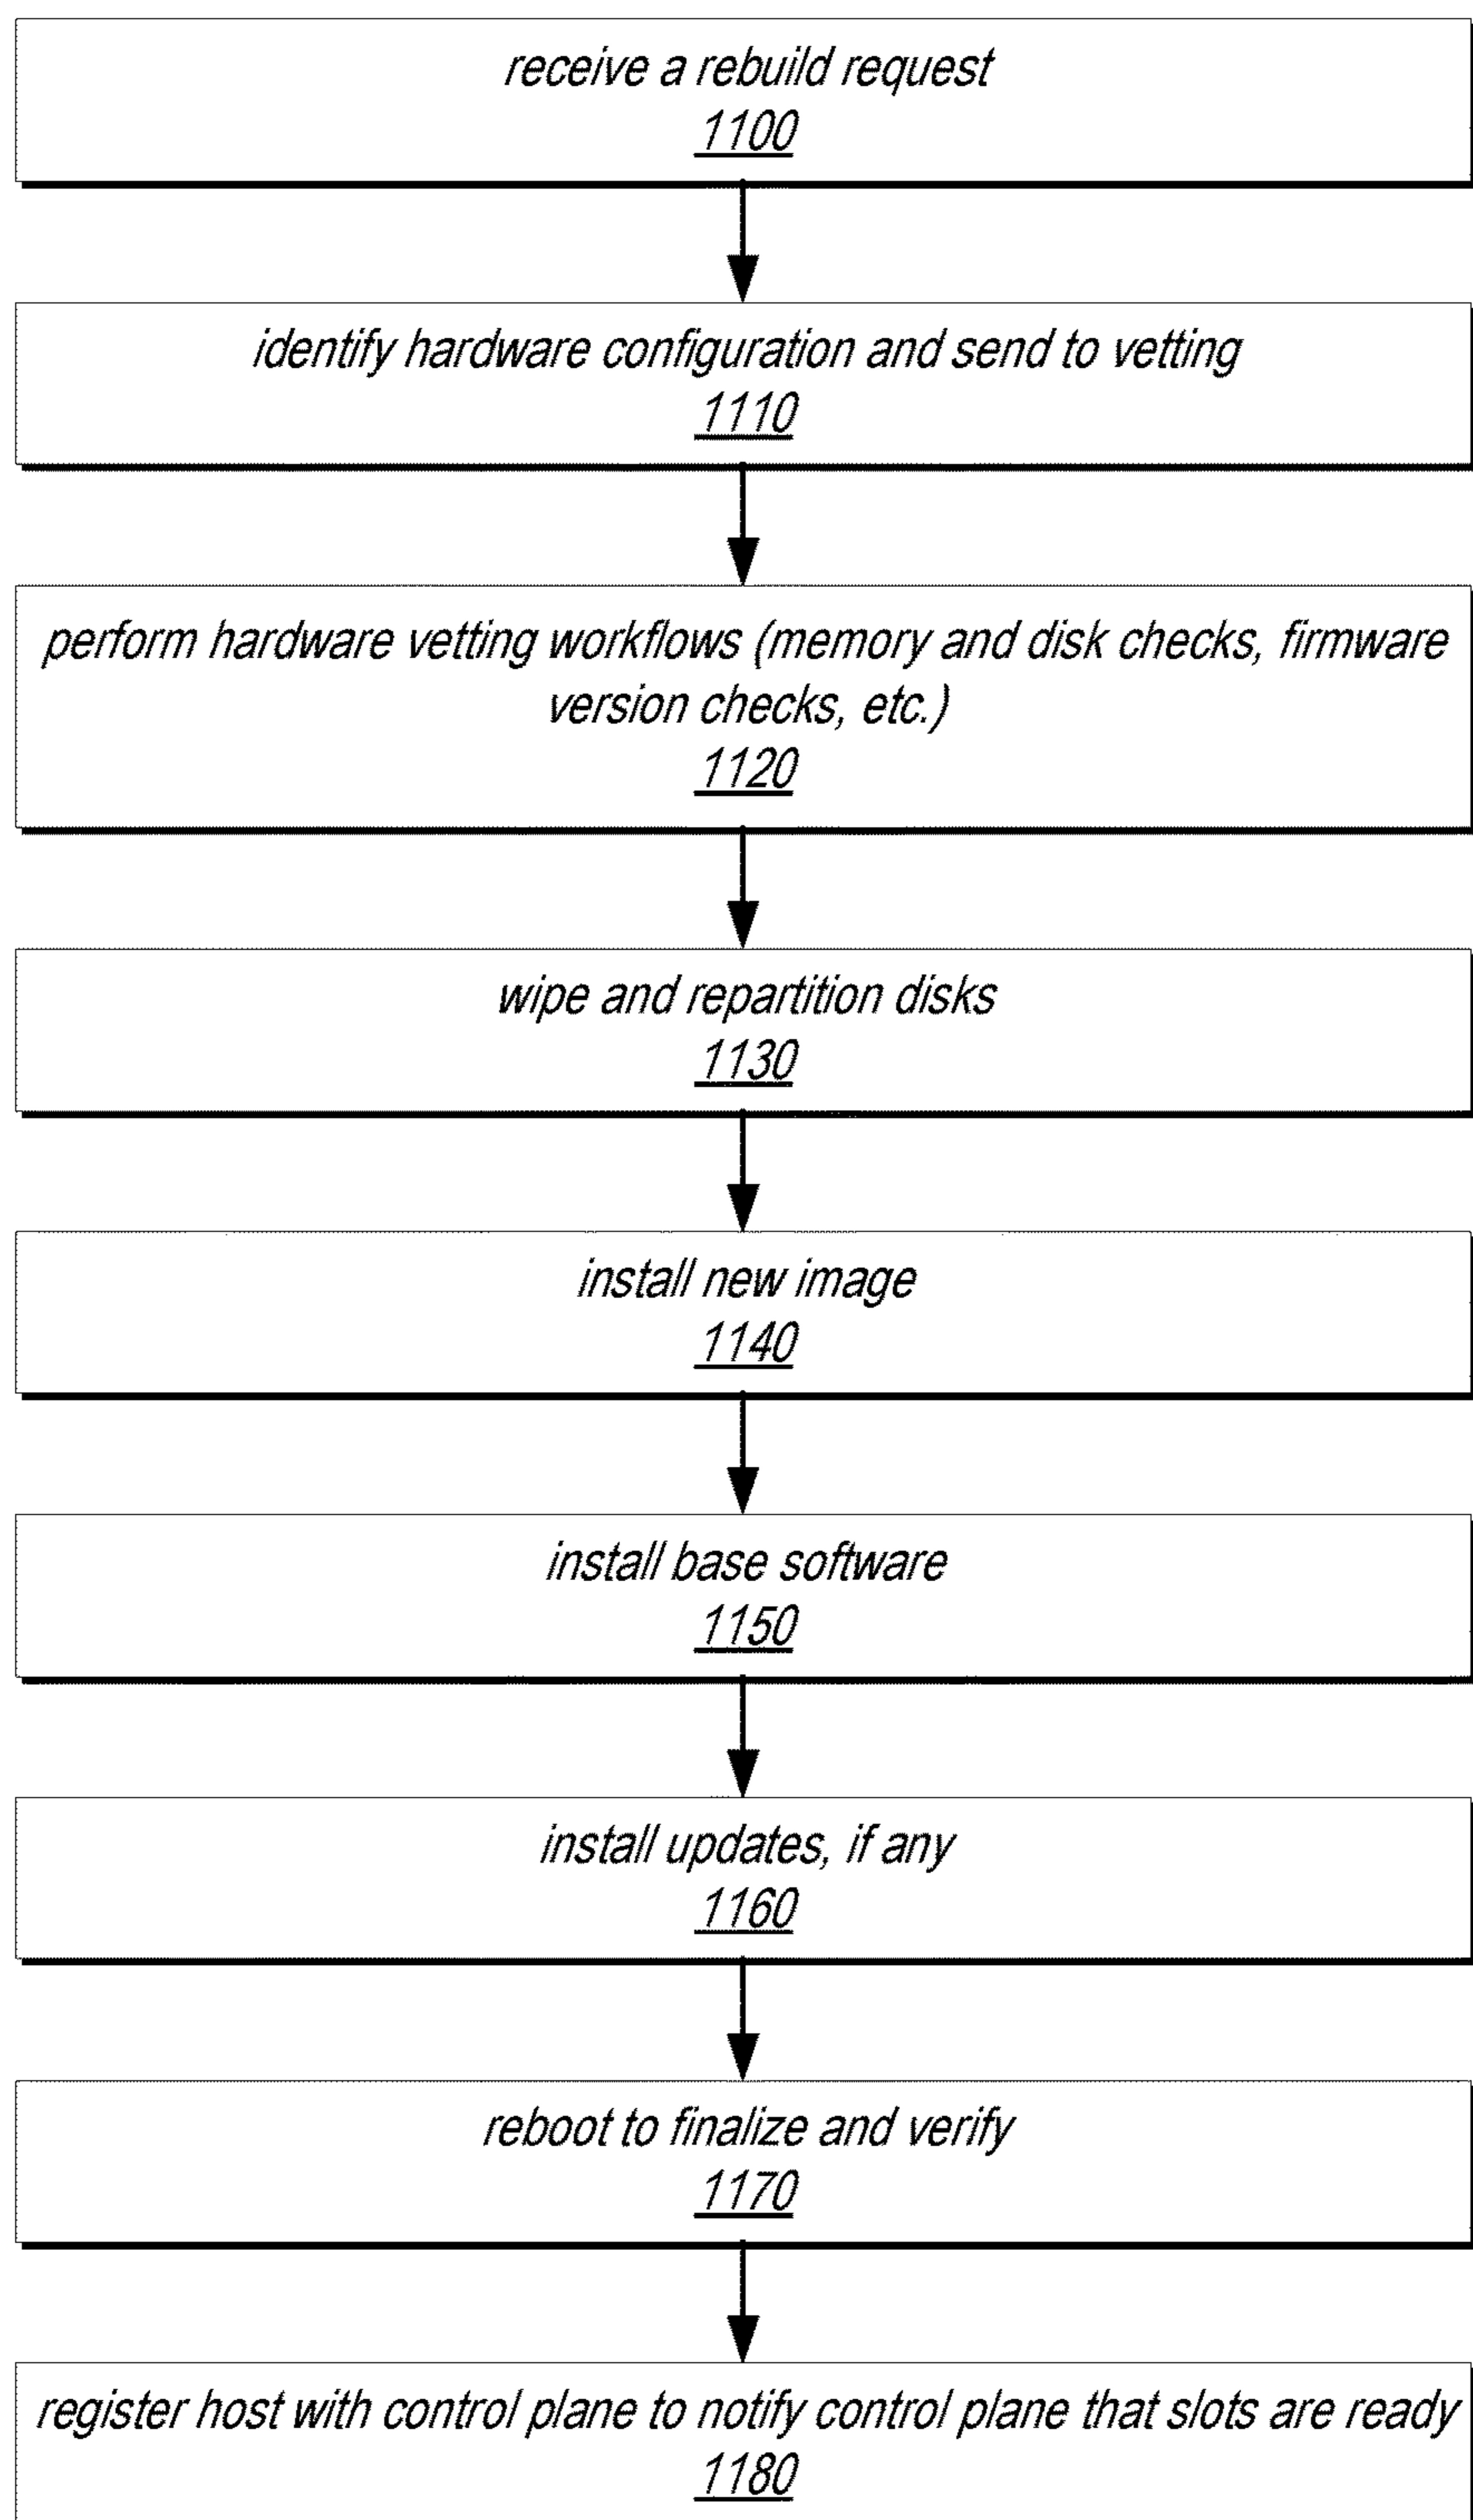 receive a rebuild request
1100
identify hardware configuration and send to vetting
1110
perform hardware vetting workflows (memory and disk checks, firmware
version checks, etc.)
1120
wipe and repartition disks
1130
install new image
1140
install base software
1150
install updates, if any
1160
reboot to finalize and verify
1170
register host with control plane to notify control plane that slots are ready
1180